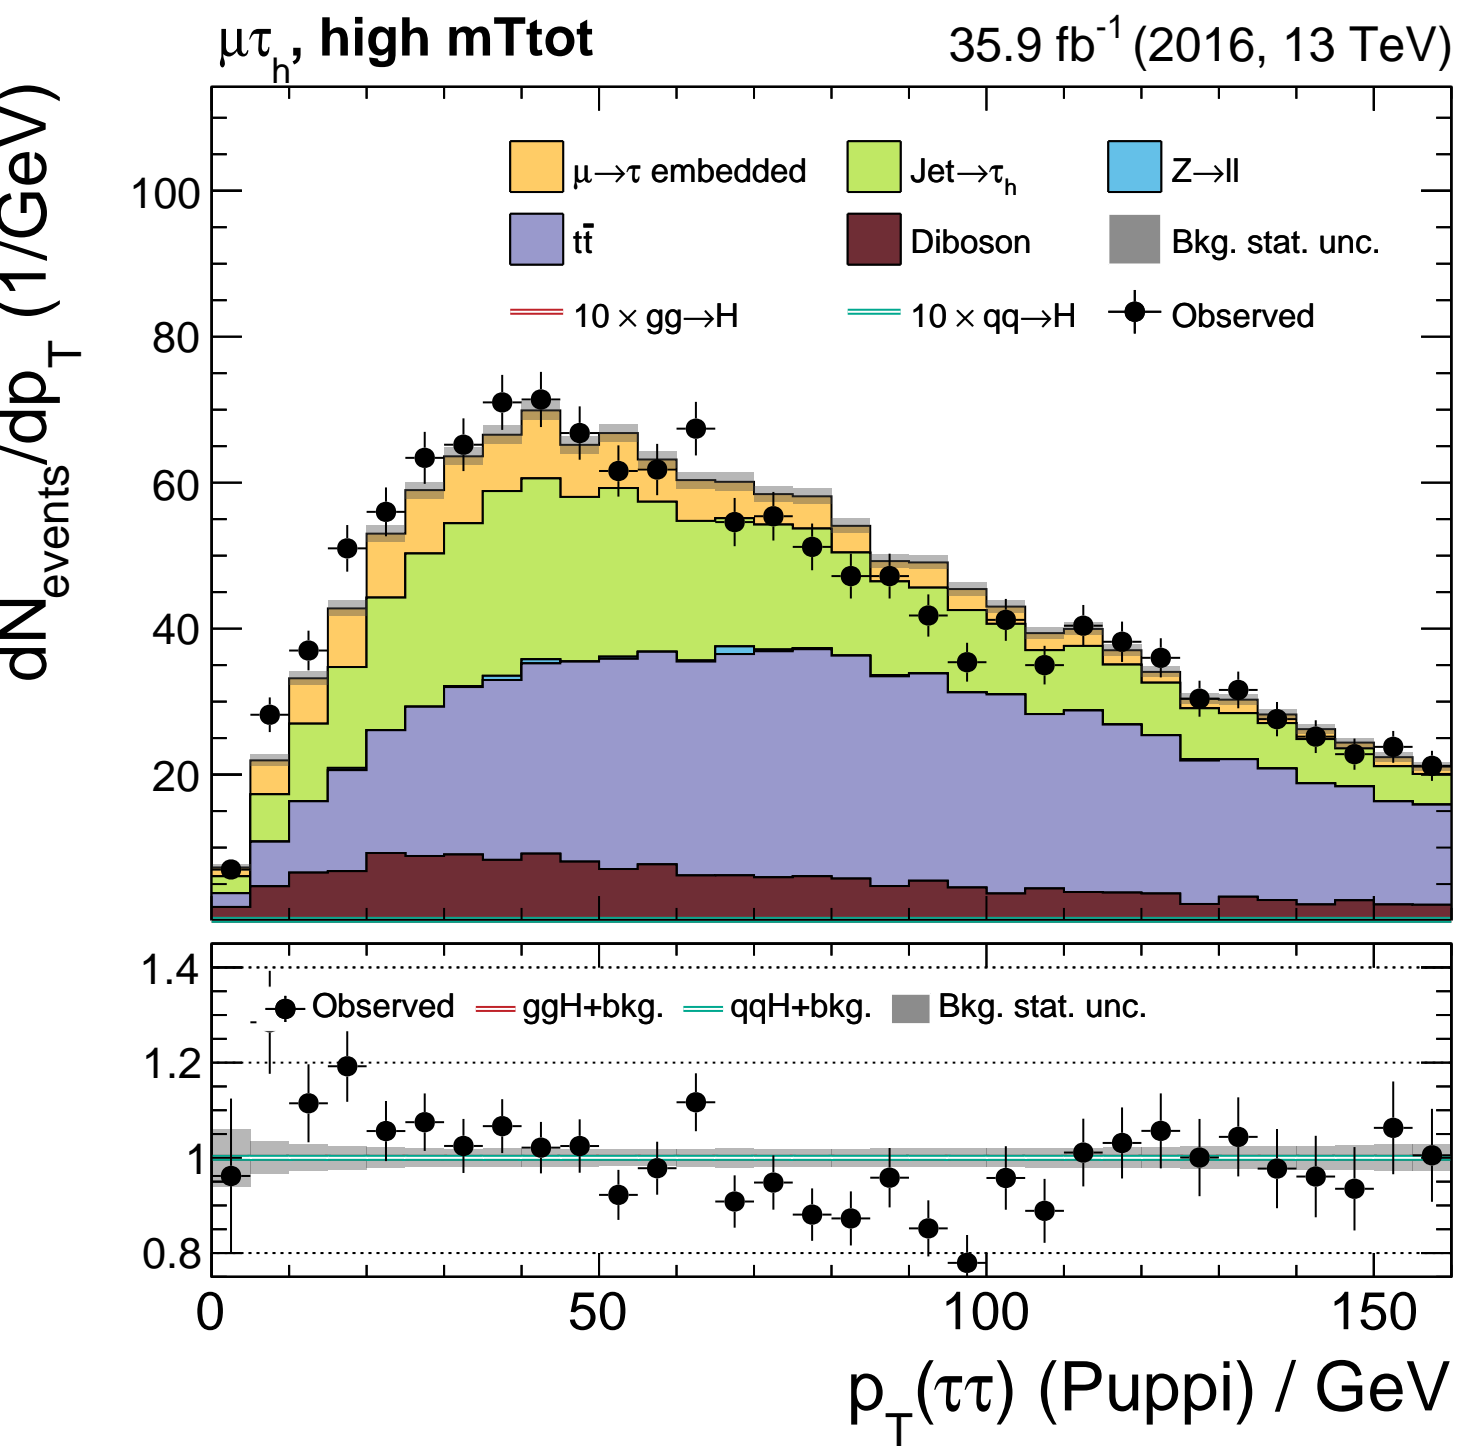 μτh, high mTtot
35.9 fb-1 (2016, 13 TeV)
dNevents/dpT (1/GeV)
100
80
60
40
20
μ→τ embedded
Jet→τh
Z→ll
tt̄
Diboson
Bkg. stat. unc.
10 × gg→H
10 × qq→H
Observed
1.4
1.2
1
0.8
Observed
ggH+bkg.
qqH+bkg.
Bkg. stat. unc.
0
50
100
150
pT(ττ) (Puppi) / GeV